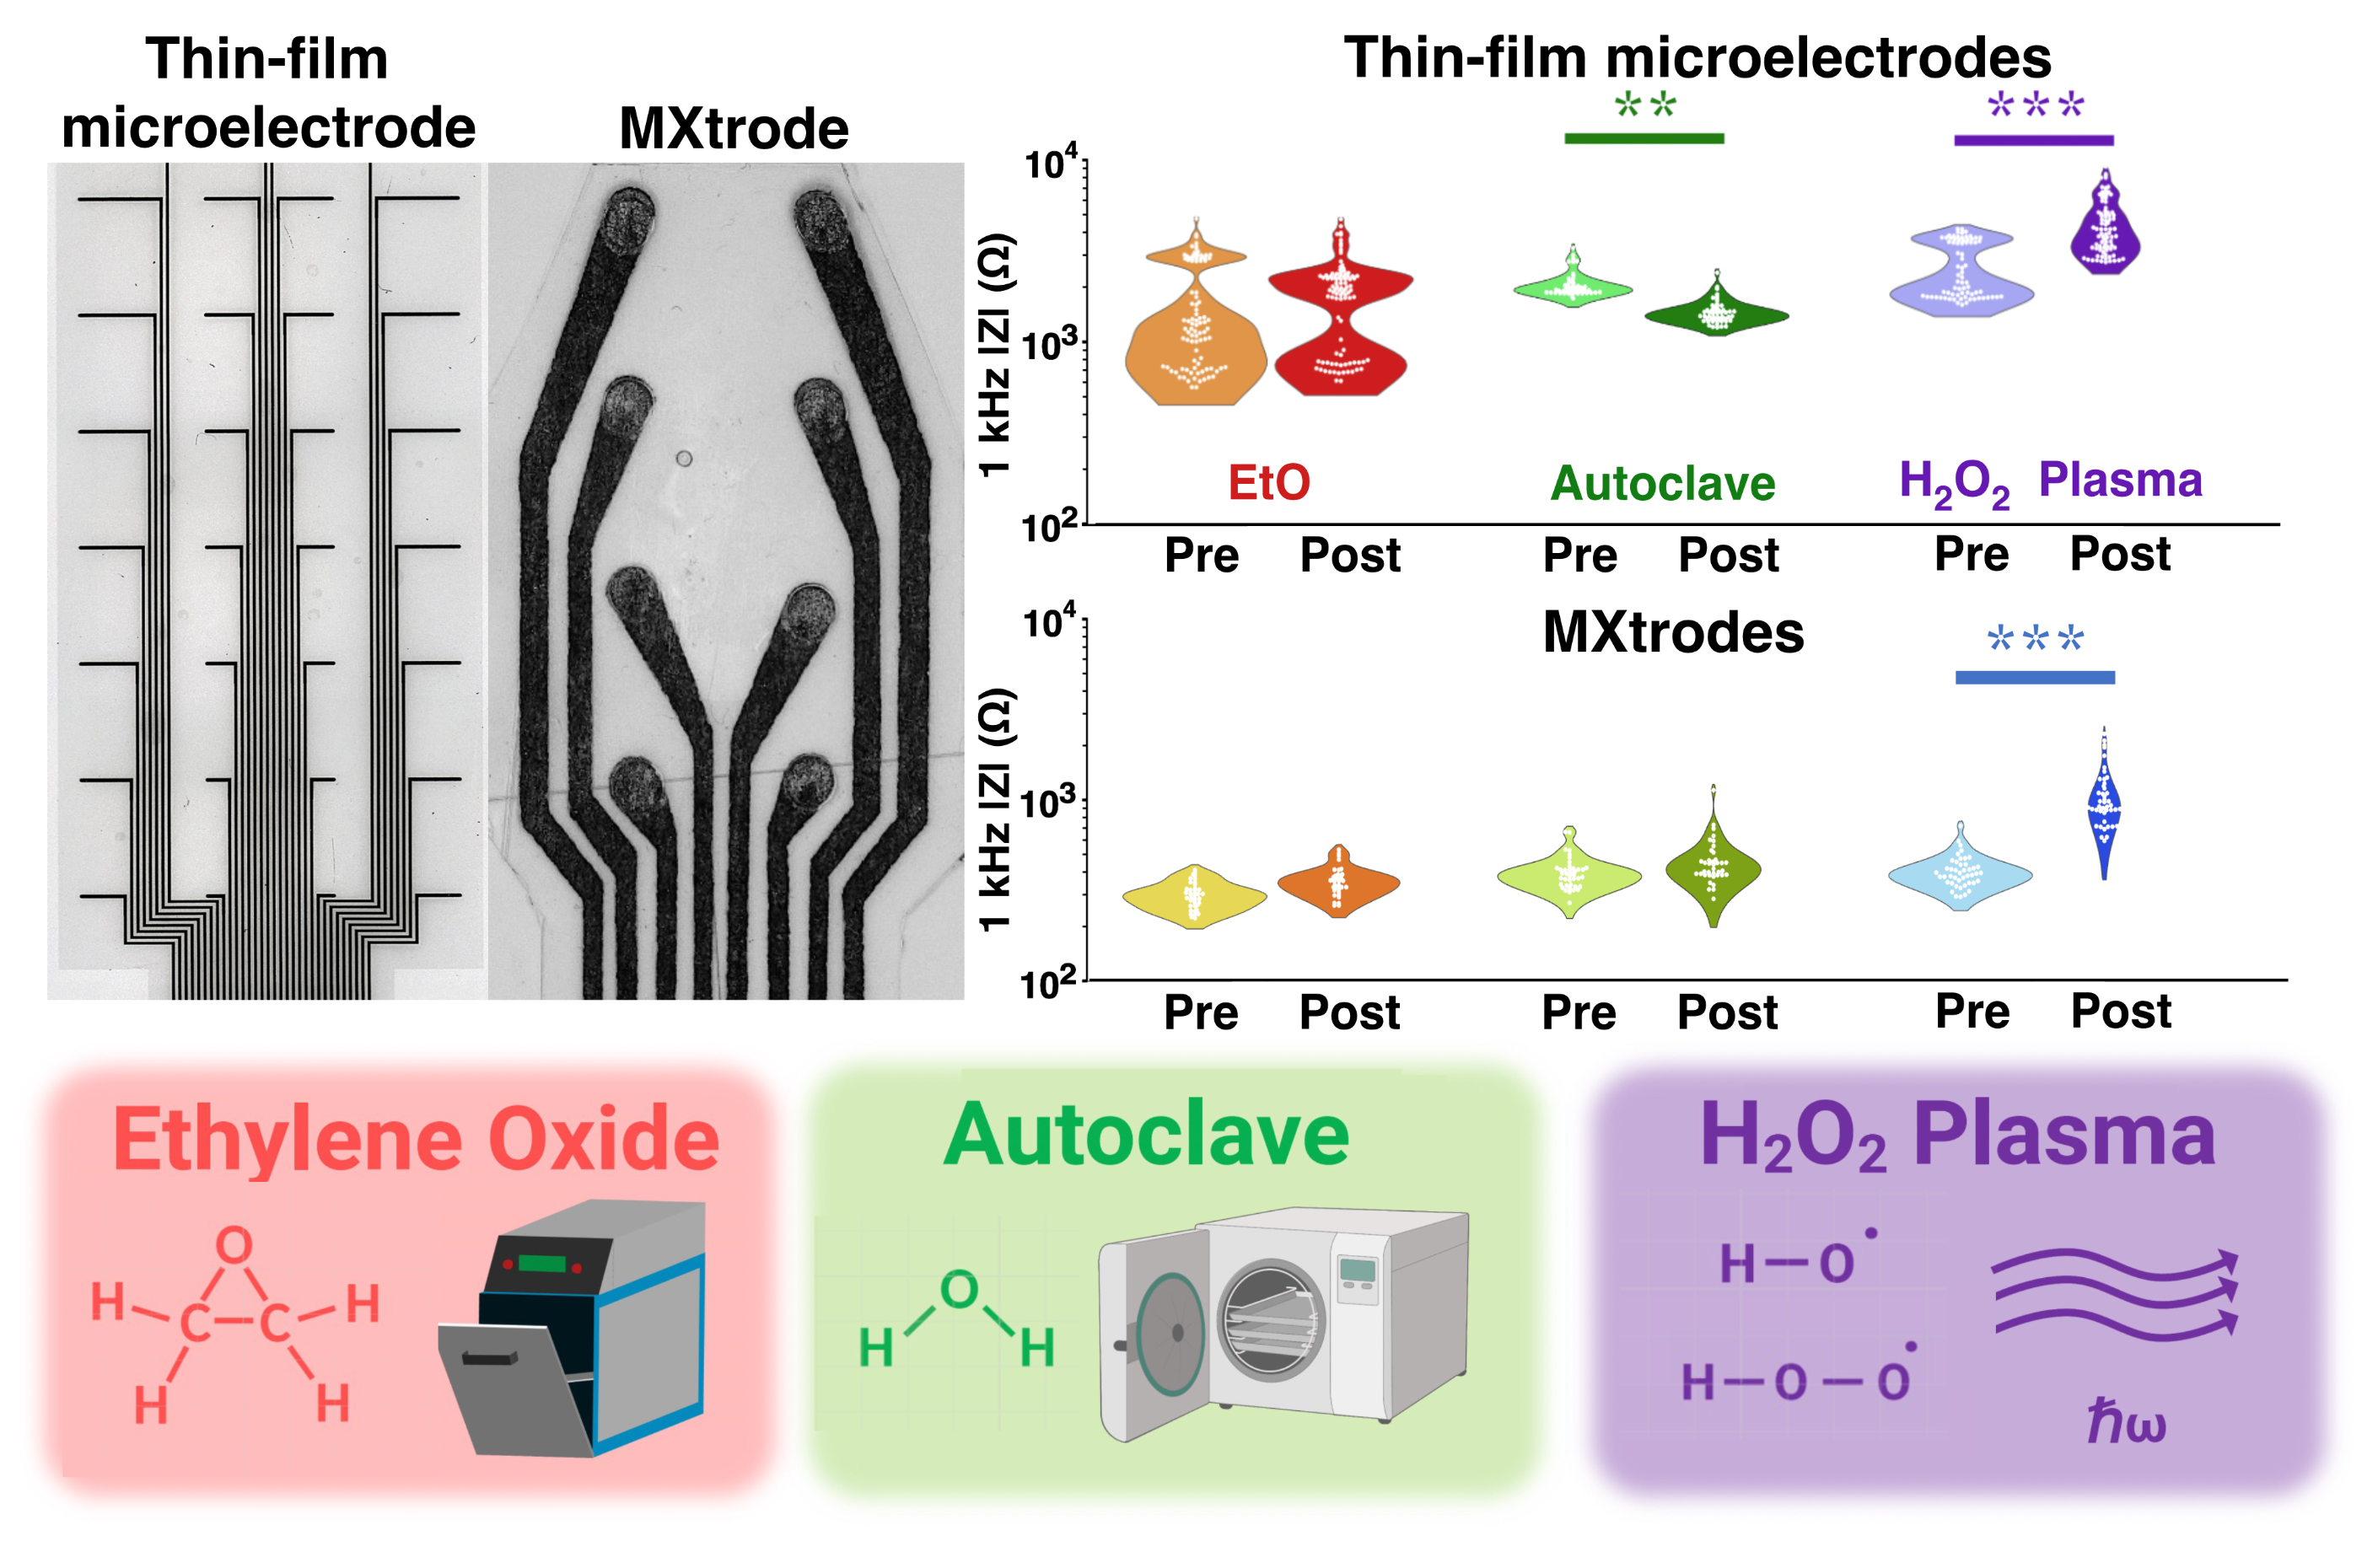 Thin-film
microelectrode
MXtrode
Thin-film microelectrodes
** ***
10⁴
10³
10²
1 kHz |Z| (Ω)
EtO Autoclave H₂O₂ Plasma
Pre Post Pre Post Pre Post
MXtrodes
***
10⁴
10³
10²
1 kHz |Z| (Ω)
Pre Post Pre Post Pre Post
Ethylene Oxide
O
H C C H
H H
Autoclave
O
H H
H₂O₂ Plasma
H—O•
H—O—O•
ħω